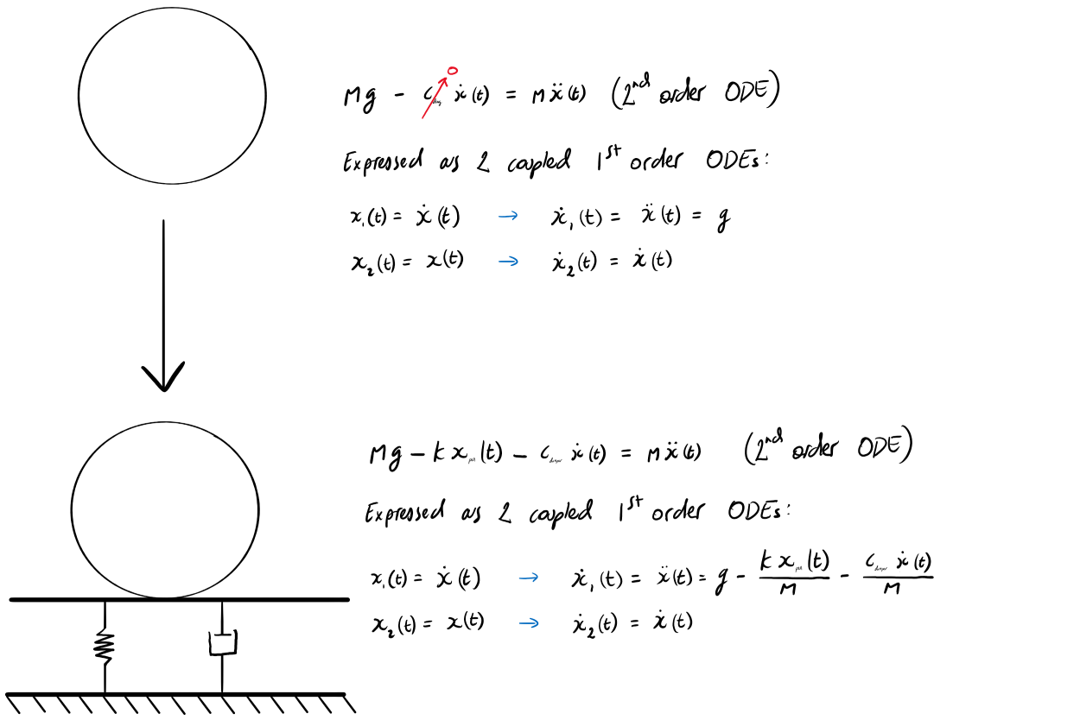 Mg - C ẋ(t) = Mẍ(t) (2nd order ODE)
0
Expressed as 2 coupled 1st order ODEs:
x₁(t) = ẋ(t) → ẋ₁(t) = ẍ(t) = g
x₂(t) = x(t) → ẋ₂(t) = ẋ(t)
Mg - k x (t) - C ẋ(t) = Mẍ(t) (2nd order ODE)
Expressed as 2 coupled 1st order ODEs:
x₁(t) = ẋ(t) → ẋ₁(t) = ẍ(t) = g - k x (t)/M - C ẋ(t)/M
x₂(t) = x(t) → ẋ₂(t) = ẋ(t)